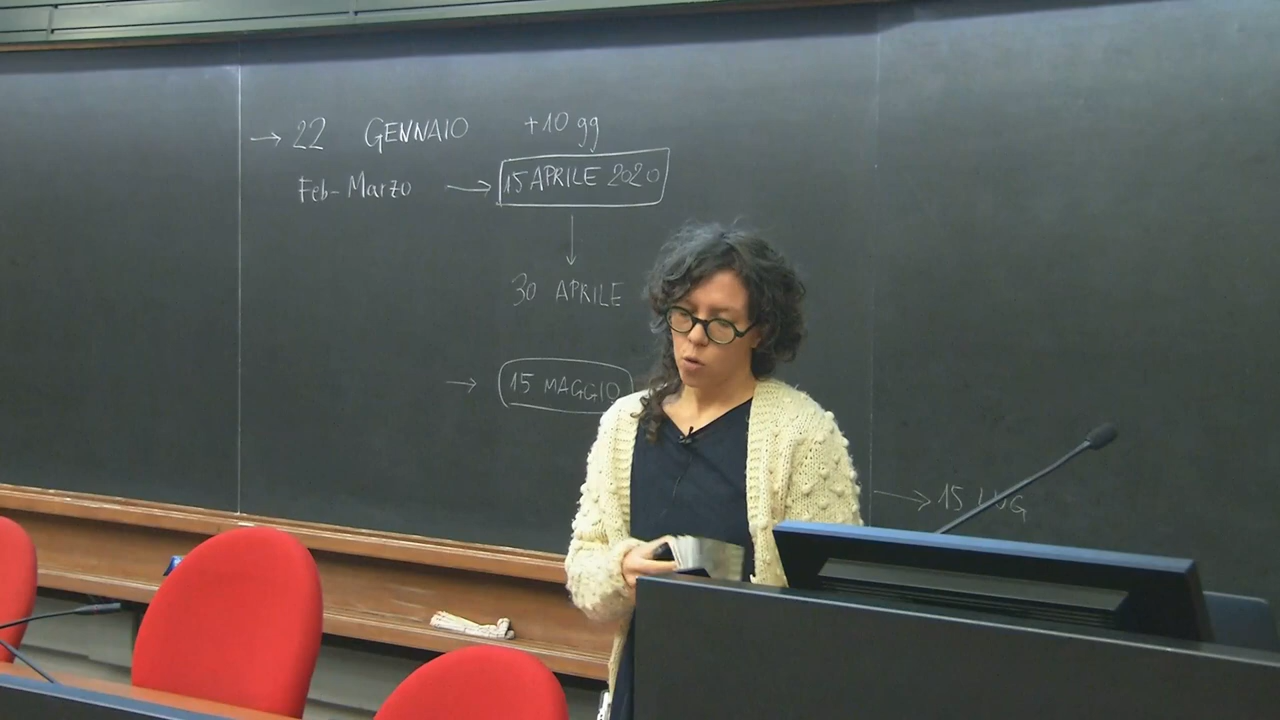 → 22 GENNAIO +10 gg
Feb-Marzo → 15 APRILE 2020
↓
30 APRILE
→ 15 MAGGIO
→ 15 LUG